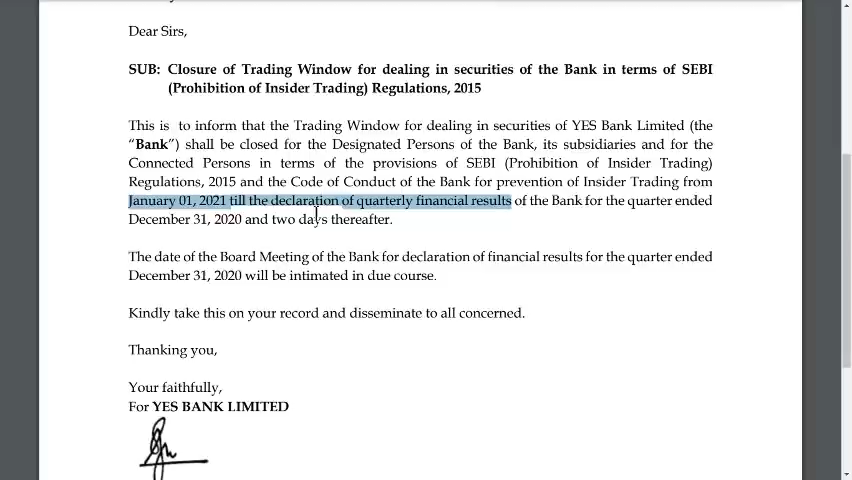 Dear Sirs,
SUB: Closure of Trading Window for dealing in securities of the Bank in terms of SEBI
(Prohibition of Insider Trading) Regulations, 2015
This is to inform that the Trading Window for dealing in securities of YES Bank Limited (the
“Bank”) shall be closed for the Designated Persons of the Bank, its subsidiaries and for the
Connected Persons in terms of the provisions of SEBI (Prohibition of Insider Trading)
Regulations, 2015 and the Code of Conduct of the Bank for prevention of Insider Trading from
January 01, 2021 till the declaration of quarterly financial results of the Bank for the quarter ended
December 31, 2020 and two days thereafter.
The date of the Board Meeting of the Bank for declaration of financial results for the quarter ended
December 31, 2020 will be intimated in due course.
Kindly take this on your record and disseminate to all concerned.
Thanking you,
Your faithfully,
For YES BANK LIMITED